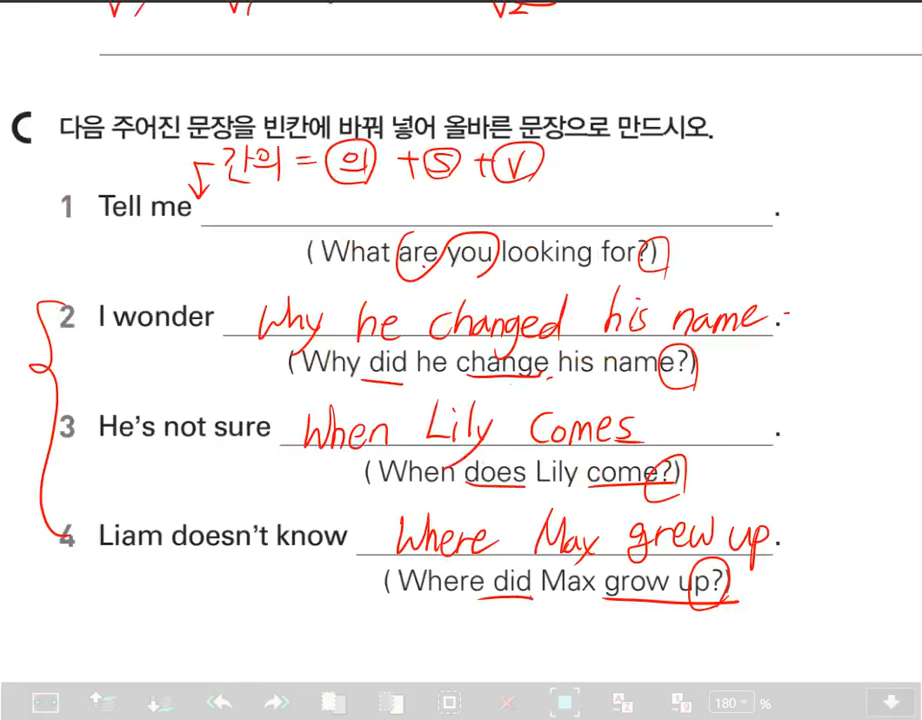 C 다음 주어진 문장을 빈칸에 바꿔 넣어 올바른 문장으로 만드시오.
간의 = 의 + S + V
1 Tell me .
( What are you looking for?)
2 I wonder Why he changed his name .
( Why did he change his name?)
3 He's not sure When Lily comes .
( When does Lily come?)
4 Liam doesn't know Where Max grew up .
( Where did Max grow up?)
180 %